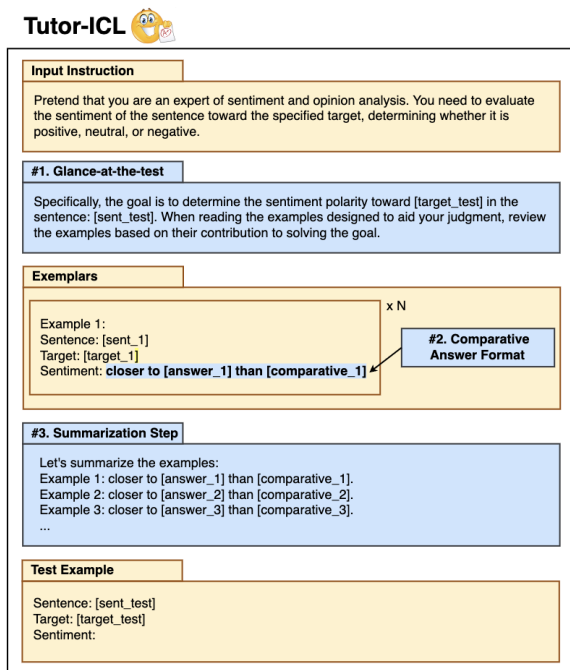 Tutor-ICL
Input Instruction
Pretend that you are an expert of sentiment and opinion analysis. You need to evaluate
the sentiment of the sentence toward the specified target, determining whether it is
positive, neutral, or negative.
#1. Glance-at-the-test
Specifically, the goal is to determine the sentiment polarity toward [target_test] in the
sentence: [sent_test]. When reading the examples designed to aid your judgment, review
the examples based on their contribution to solving the goal.
Exemplars
x N
Example 1:
Sentence: [sent_1]
Target: [target_1]
Sentiment: closer to [answer_1] than [comparative_1]
#2. Comparative
Answer Format
#3. Summarization Step
Let's summarize the examples:
Example 1: closer to [answer_1] than [comparative_1].
Example 2: closer to [answer_2] than [comparative_2].
Example 3: closer to [answer_3] than [comparative_3].
...
Test Example
Sentence: [sent_test]
Target: [target_test]
Sentiment: